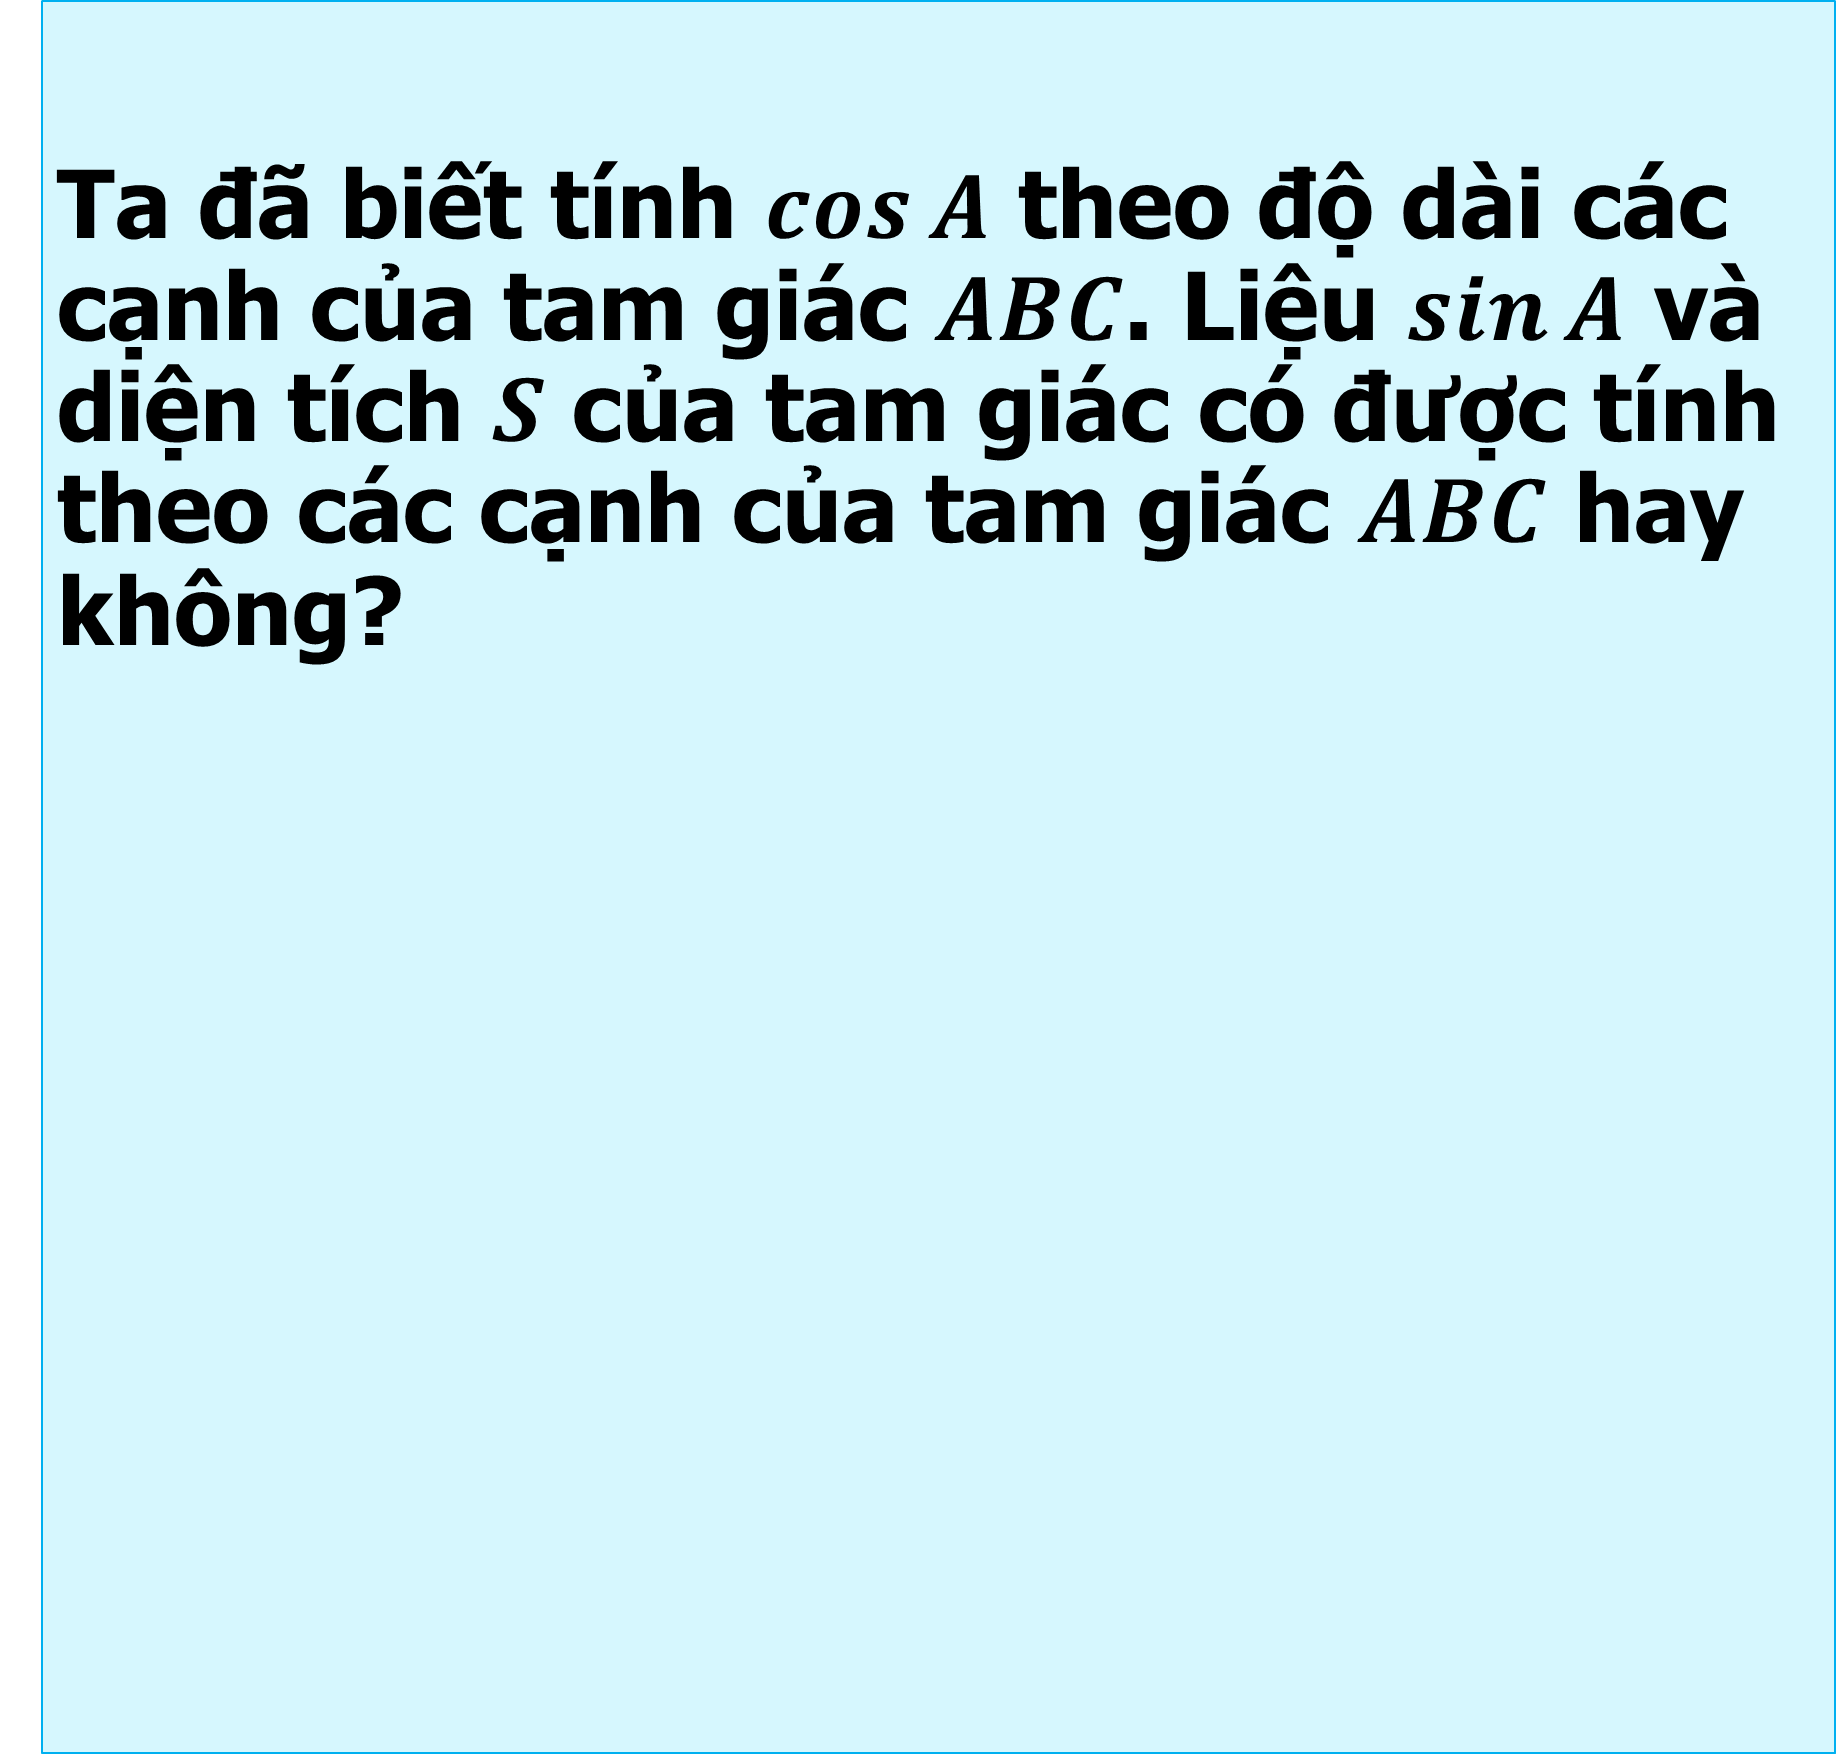 Ta đã biết tính cos A theo độ dài các
cạnh của tam giác ABC. Liệu sin A và
diện tích S của tam giác có được tính
theo các cạnh của tam giác ABC hay
không?